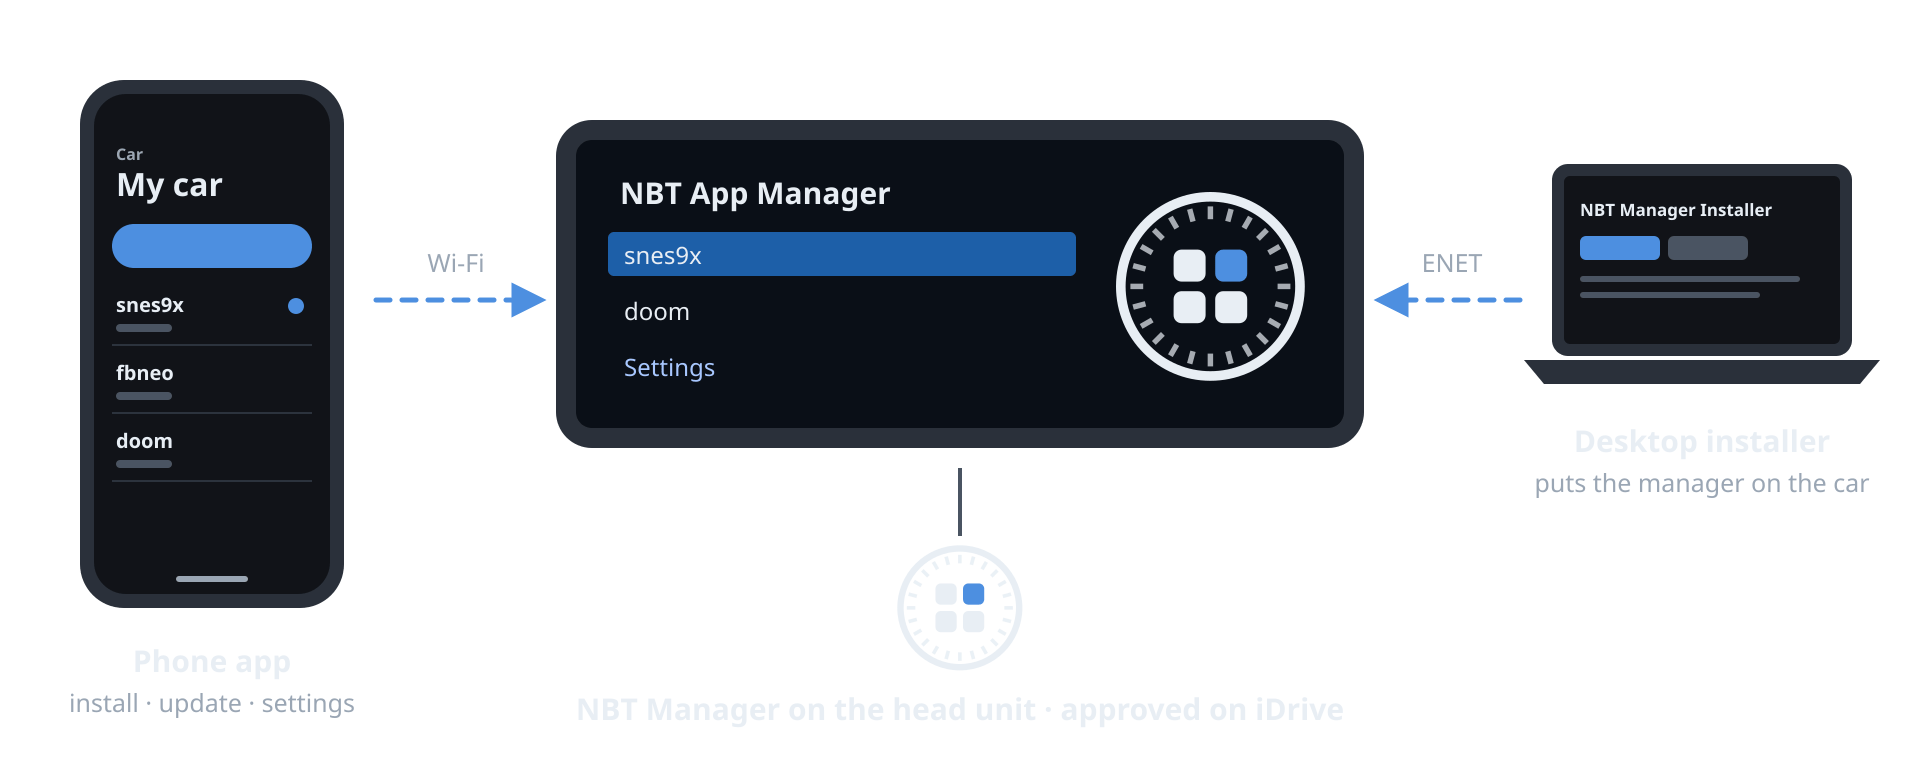 Car
My car
snes9x
fbneo
doom
Phone app
install · update · settings
Wi-Fi
NBT App Manager
snes9x
doom
Settings
NBT Manager on the head unit · approved on iDrive
ENET
NBT Manager Installer
Desktop installer
puts the manager on the car